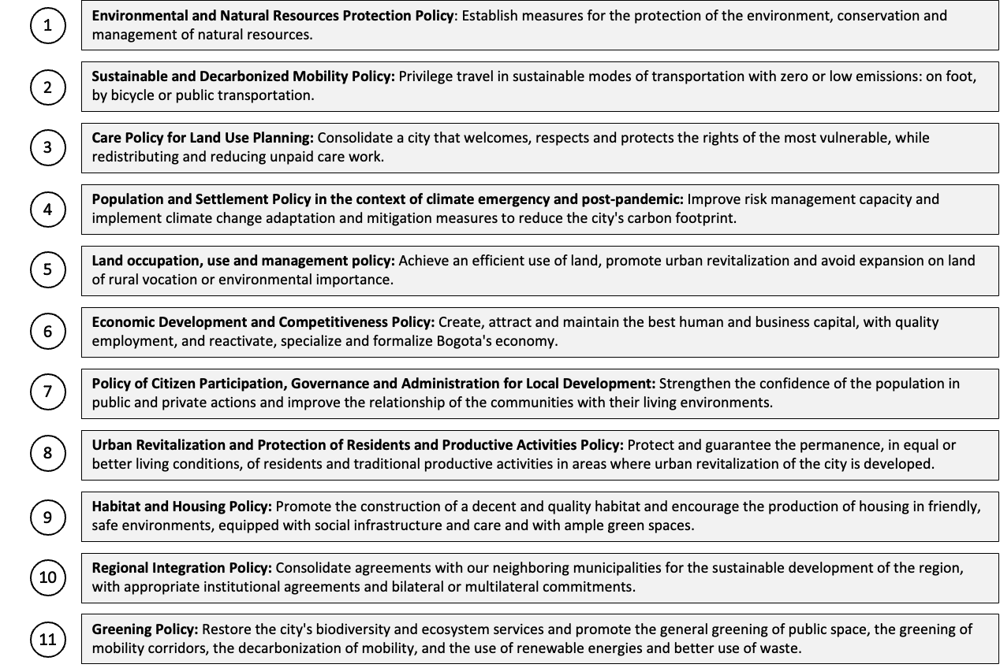 1
Environmental and Natural Resources Protection Policy: Establish measures for the protection of the environment, conservation and
management of natural resources.
2
Sustainable and Decarbonized Mobility Policy: Privilege travel in sustainable modes of transportation with zero or low emissions: on foot,
by bicycle or public transportation.
3
Care Policy for Land Use Planning: Consolidate a city that welcomes, respects and protects the rights of the most vulnerable, while
redistributing and reducing unpaid care work.
4
Population and Settlement Policy in the context of climate emergency and post-pandemic: Improve risk management capacity and
implement climate change adaptation and mitigation measures to reduce the city's carbon footprint.
5
Land occupation, use and management policy: Achieve an efficient use of land, promote urban revitalization and avoid expansion on land
of rural vocation or environmental importance.
6
Economic Development and Competitiveness Policy: Create, attract and maintain the best human and business capital, with quality
employment, and reactivate, specialize and formalize Bogota's economy.
7
Policy of Citizen Participation, Governance and Administration for Local Development: Strengthen the confidence of the population in
public and private actions and improve the relationship of the communities with their living environments.
8
Urban Revitalization and Protection of Residents and Productive Activities Policy: Protect and guarantee the permanence, in equal or
better living conditions, of residents and traditional productive activities in areas where urban revitalization of the city is developed.
9
Habitat and Housing Policy: Promote the construction of a decent and quality habitat and encourage the production of housing in friendly,
safe environments, equipped with social infrastructure and care and with ample green spaces.
10
Regional Integration Policy: Consolidate agreements with our neighboring municipalities for the sustainable development of the region,
with appropriate institutional agreements and bilateral or multilateral commitments.
11
Greening Policy: Restore the city's biodiversity and ecosystem services and promote the general greening of public space, the greening of
mobility corridors, the decarbonization of mobility, and the use of renewable energies and better use of waste.